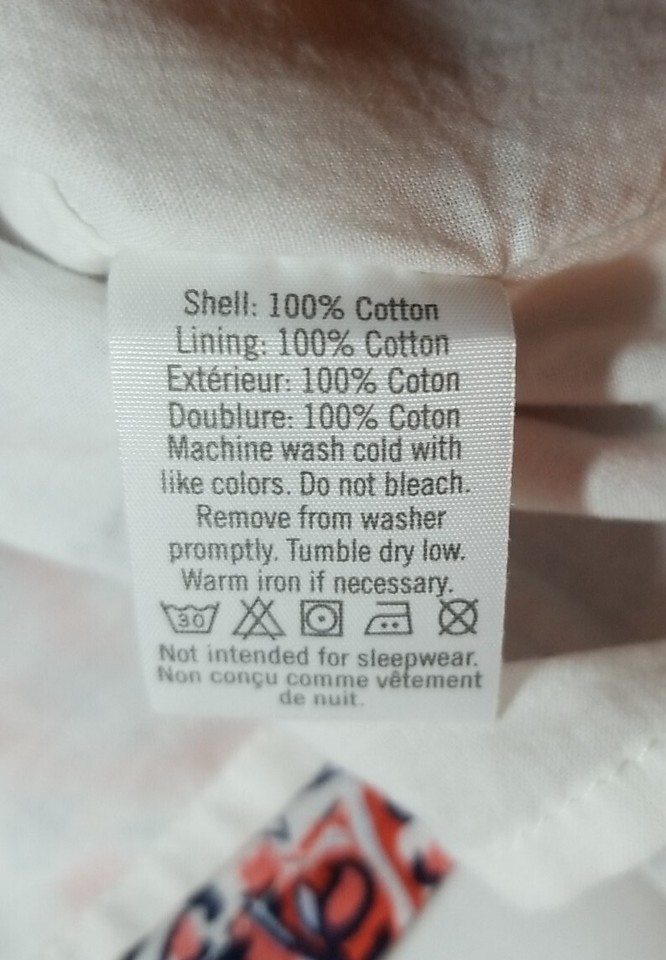 Shell: 100% Cotton
Lining: 100% Cotton
Extérieur: 100% Coton
Doublure: 100% Coton
Machine wash cold with
like colors. Do not bleach.
Remove from washer
promptly. Tumble dry low.
Warm iron if necessary.
30
Not intended for sleepwear.
Non conçu comme vêtement
de nuit.